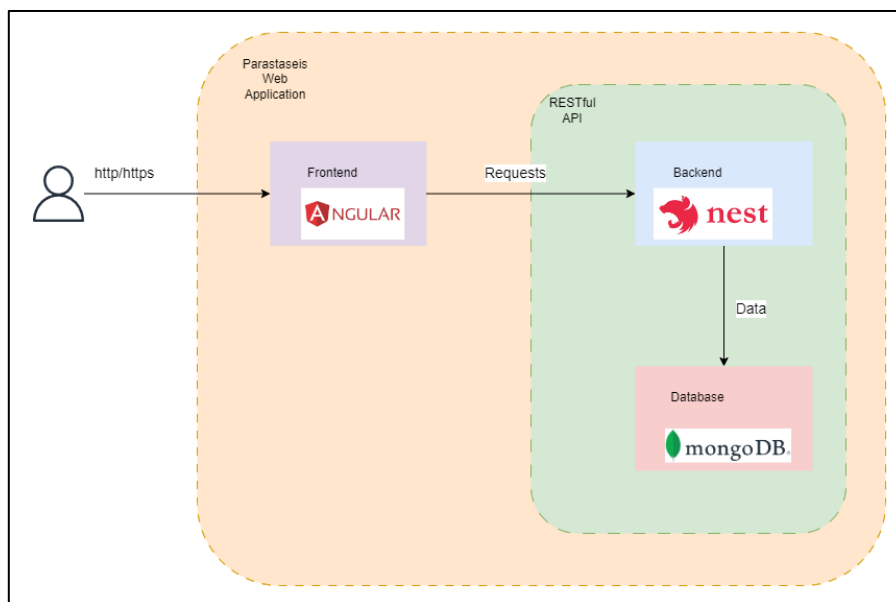 Parastaseis
Web
Application
RESTful
API
http/https
Frontend
ANGULAR
Requests
Backend
nest
Data
Database
mongoDB